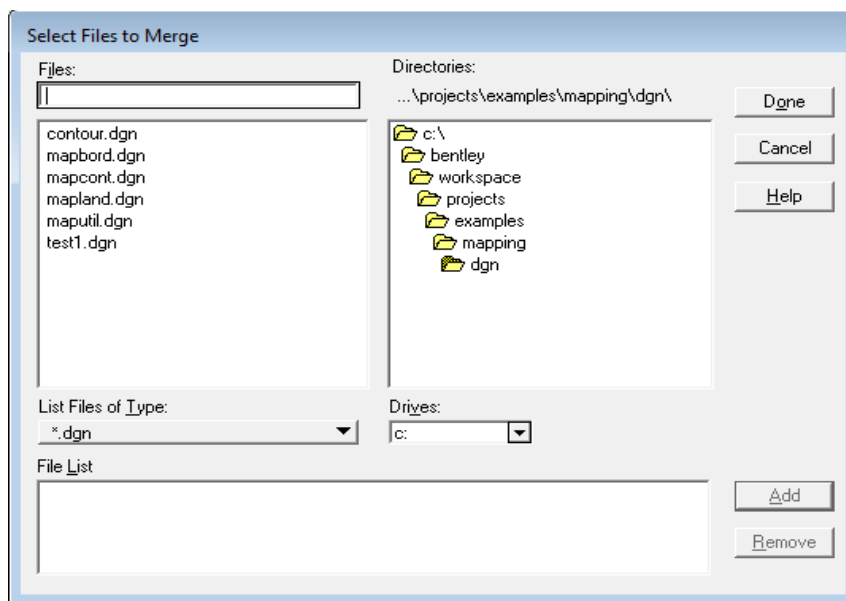 Select Files to Merge
Files:
contour.dgn
mapbord.dgn
mapcont.dgn
mapland.dgn
maputil.dgn
test1.dgn
List Files of Type:
*.dgn
Directories:
...\projects\examples\mapping\dgn\
c:\
bentley
workspace
projects
examples
mapping
dgn
Drives:
c:
Done
Cancel
Help
File List
Add
Remove